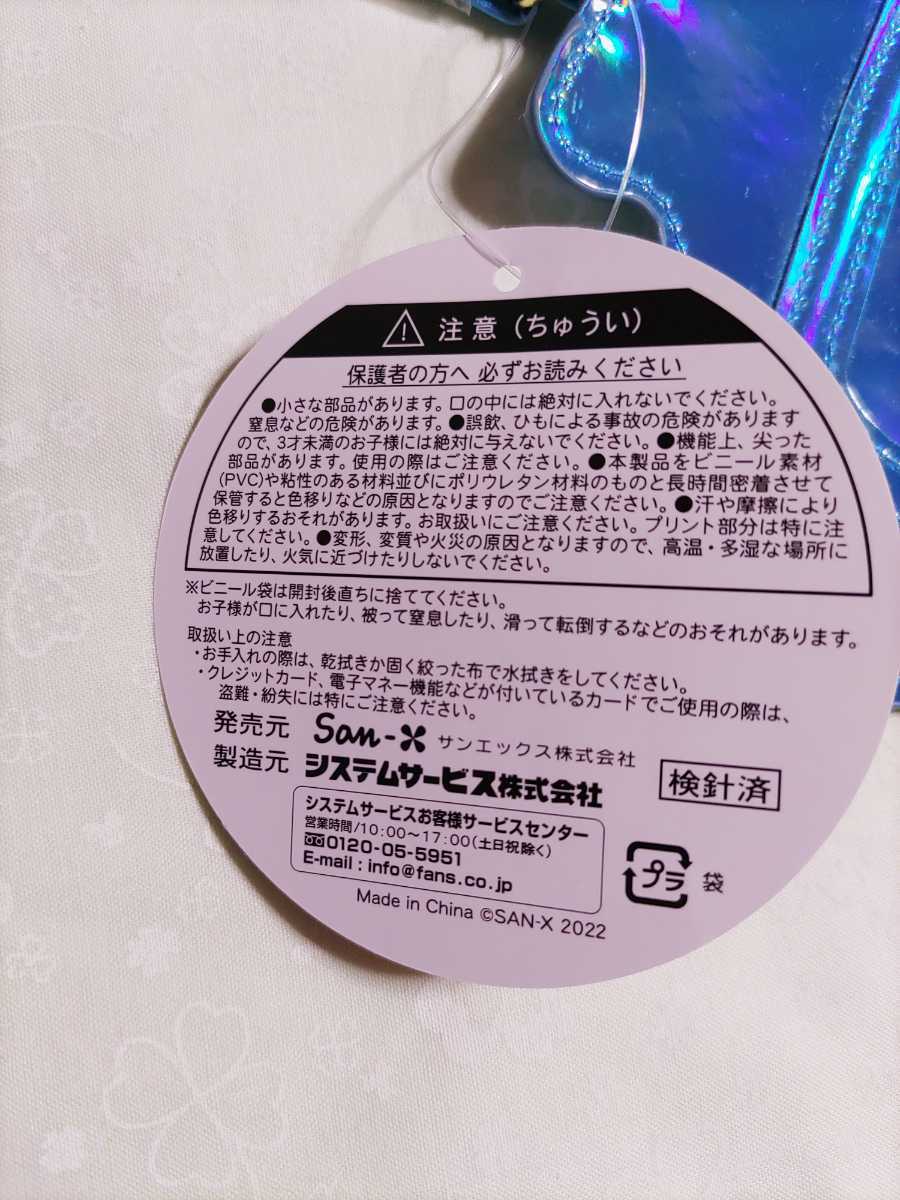 ⚠ 注意（ちゅうい）
保護者の方へ 必ずお読みください
●小さな部品があります。口の中には絶対に入れないでください。
窒息などの危険があります。●誤飲、ひもによる事故の危険があります
ので、3才未満のお子様には絶対に与えないでください。●機能上、尖った
部品があります。使用の際はご注意ください。●本製品をビニール素材
(PVC)や粘性のある材料並びにポリウレタン材料のものと長時間密着させて
保管すると色移りなどの原因となりますのでご注意ください。●汗や摩擦により
色移りするおそれがあります。お取扱いにご注意ください。プリント部分は特に注
意してください。●変形、変質や火災の原因となりますので、高温・多湿な場所に
放置したり、火気に近づけたりしないでください。
※ビニール袋は開封後直ちに捨ててください。
お子様が口に入れたり、被って窒息したり、滑って転倒するなどのおそれがあります。
取扱い上の注意
・お手入れの際は、乾拭きか固く絞った布で水拭きをしてください。
・クレジットカード、電子マネー機能などが付いているカードでご使用の際は、
盗難・紛失には特にご注意ください。
発売元 San-X サンエックス株式会社
製造元 システムサービス株式会社
検針済
システムサービスお客様サービスセンター
営業時間/10:00〜17:00(土日祝除く)
0120-05-5951
E-mail : info@fans.co.jp
プラ 袋
Made in China ©SAN-X 2022